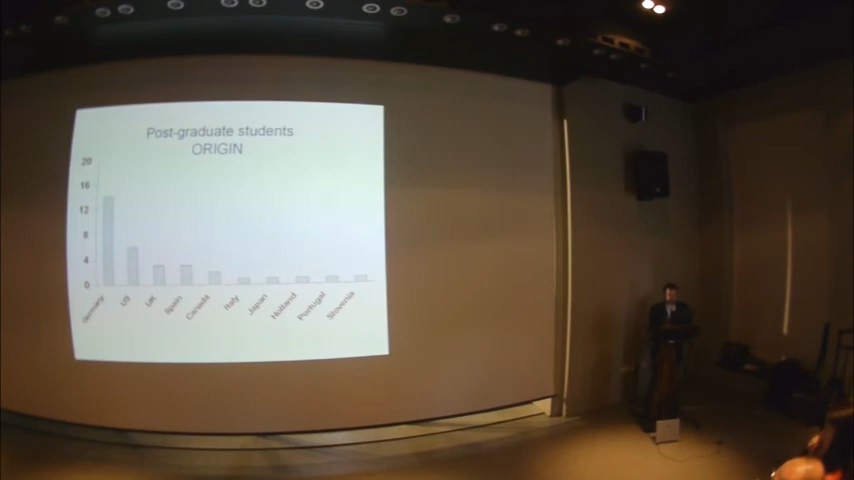 Post-graduate students
ORIGIN
20
16
12
8
4
0
Germany
US
UK
Spain
Canada
Italy
Japan
Holland
Portugal
Slovenia